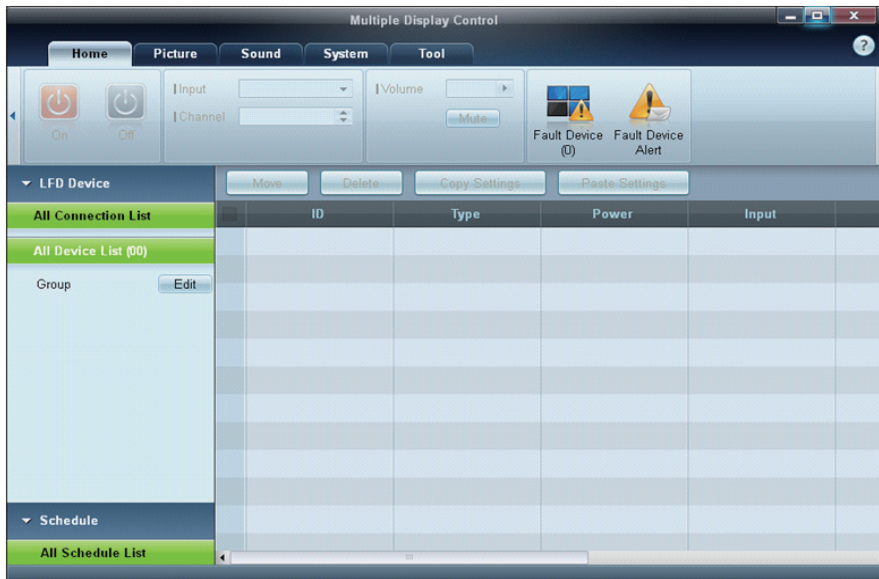 Multiple Display Control
Home Picture Sound System Tool
?
Input
Channel
Volume
Mute
On Off
Fault Device
(0)
Fault Device
Alert
LFD Device
Move Delete Copy Settings Paste Settings
All Connection List
ID Type Power Input
All Device List (00)
Group Edit
Schedule
All Schedule List